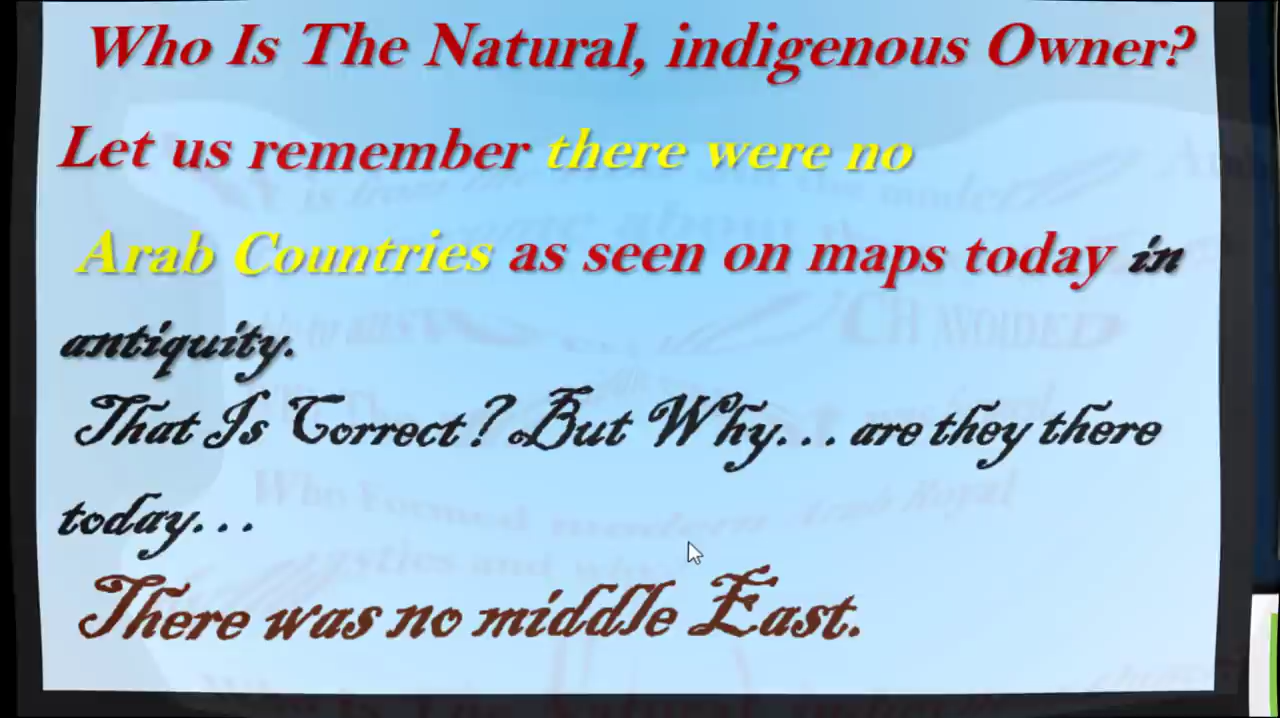 Who Is The Natural, indigenous Owner?
Let us remember there were no
Arab Countries as seen on maps today in
antiquity.
That Is Correct? But Why... are they there
today...
There was no middle East.